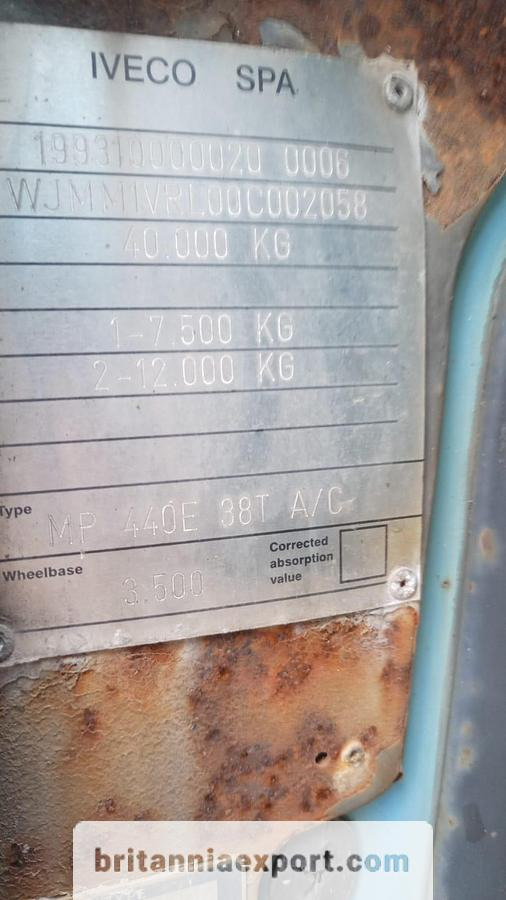 IVECO SPA
199310000020 0006
WJMM1VRL00C002058
40.000 KG
1-7.500 KG
2-12.000 KG
Type MP 440E 38T A/C
Wheelbase 3.500
Corrected
absorption
value
britanniaexport.com